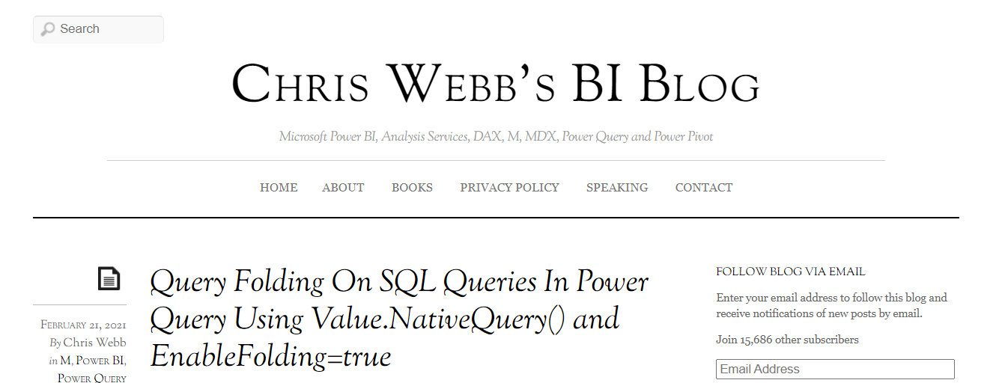 Search
Chris Webb's BI Blog
Microsoft Power BI, Analysis Services, DAX, M, MDX, Power Query and Power Pivot
HOME ABOUT BOOKS PRIVACY POLICY SPEAKING CONTACT
February 21, 2021
By Chris Webb
in M, Power BI,
Power Query
Query Folding On SQL Queries In Power
Query Using Value.NativeQuery() and
EnableFolding=true
FOLLOW BLOG VIA EMAIL
Enter your email address to follow this blog and
receive notifications of new posts by email.
Join 15,686 other subscribers
Email Address